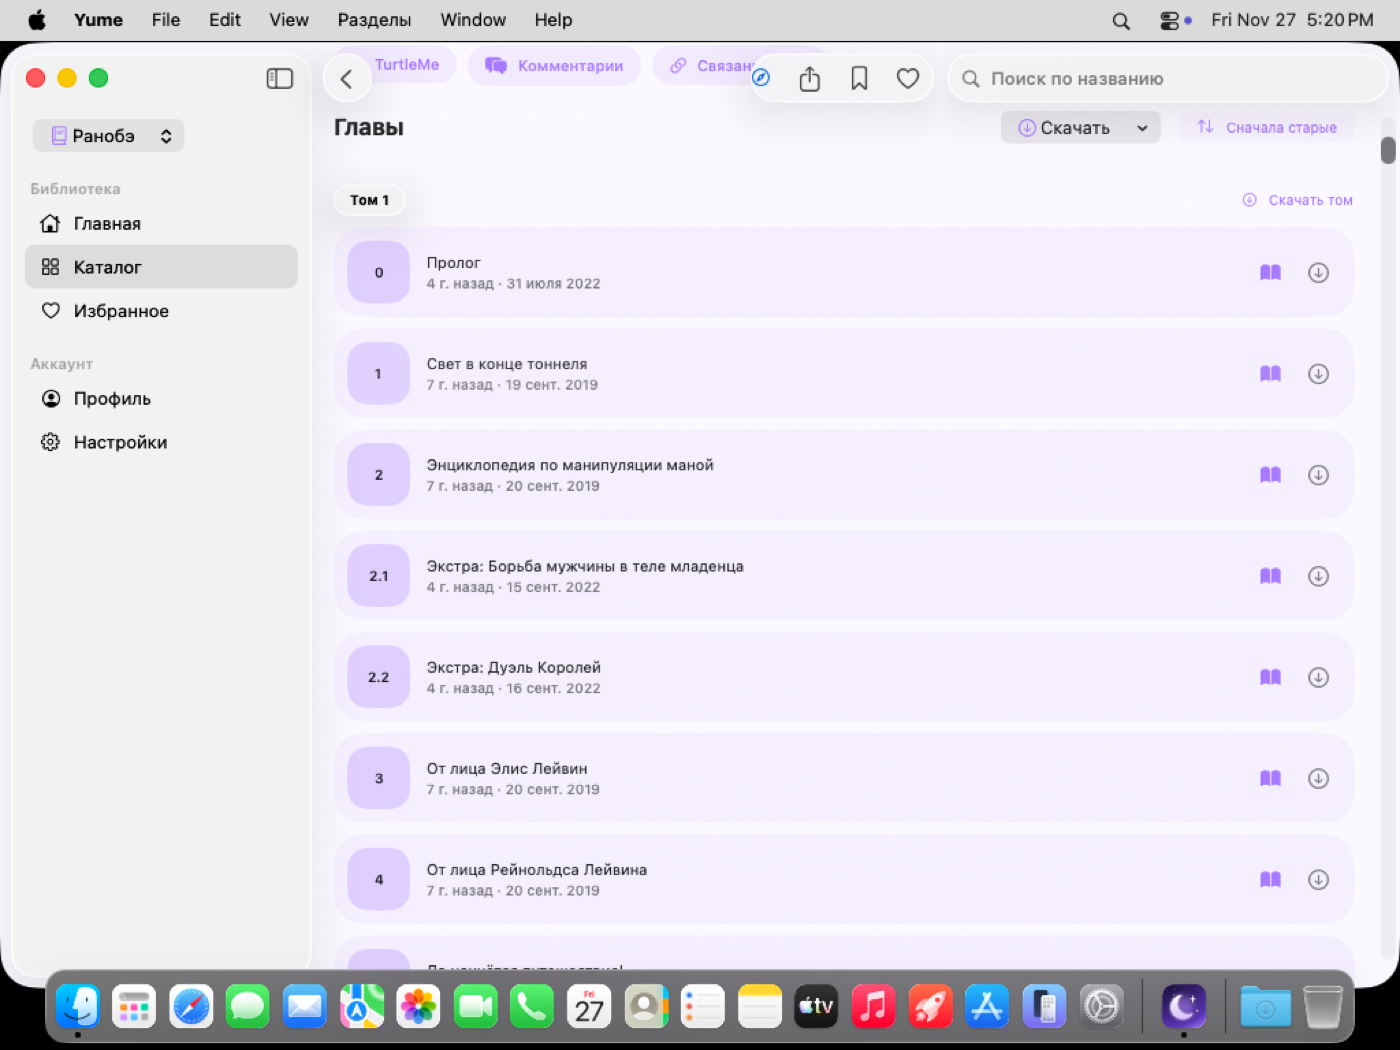 Yume File Edit View Разделы Window Help Fri Nov 27 5:20 PM
TurtleMe Комментарии
Поиск по названию
Ранобэ
Библиотека
Главная
Каталог
Избранное
Аккаунт
Профиль
Настройки
Главы Скачать Сначала старые
Том 1 Скачать том
0 Пролог
4 г. назад · 31 июля 2022
1 Свет в конце тоннеля
7 г. назад · 19 сент. 2019
2 Энциклопедия по манипуляции маной
7 г. назад · 20 сент. 2019
2.1 Экстра: Борьба мужчины в теле младенца
4 г. назад · 15 сент. 2022
2.2 Экстра: Дуэль Королей
4 г. назад · 16 сент. 2022
3 От лица Элис Лейвин
7 г. назад · 20 сент. 2019
4 От лица Рейнольдса Лейвина
7 г. назад · 20 сент. 2019
Fri
27
tv